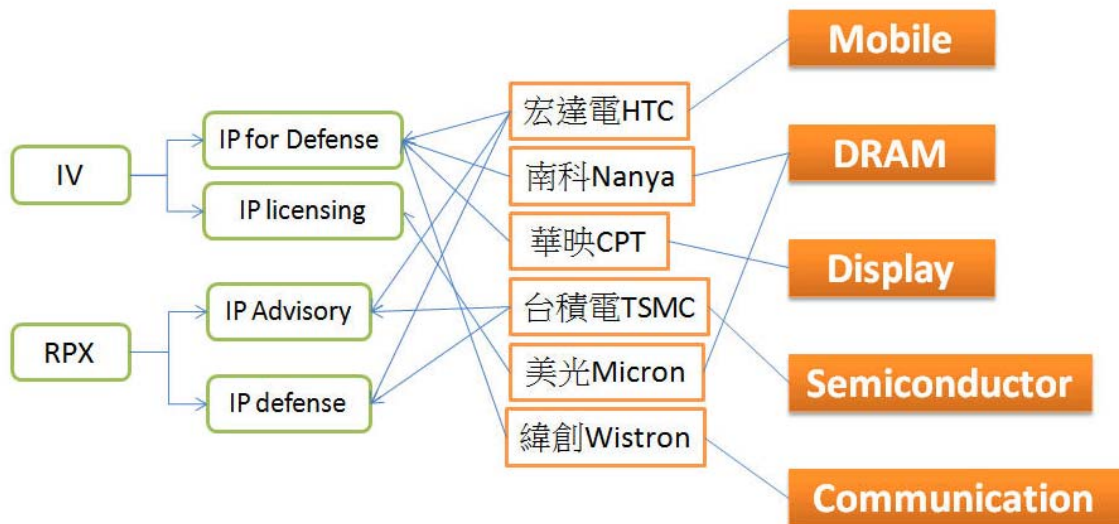 IV
IP for Defense
IP licensing
RPX
IP Advisory
IP defense
宏達電HTC
南科Nanya
華映CPT
台積電TSMC
美光Micron
緯創Wistron
Mobile
DRAM
Display
Semiconductor
Communication